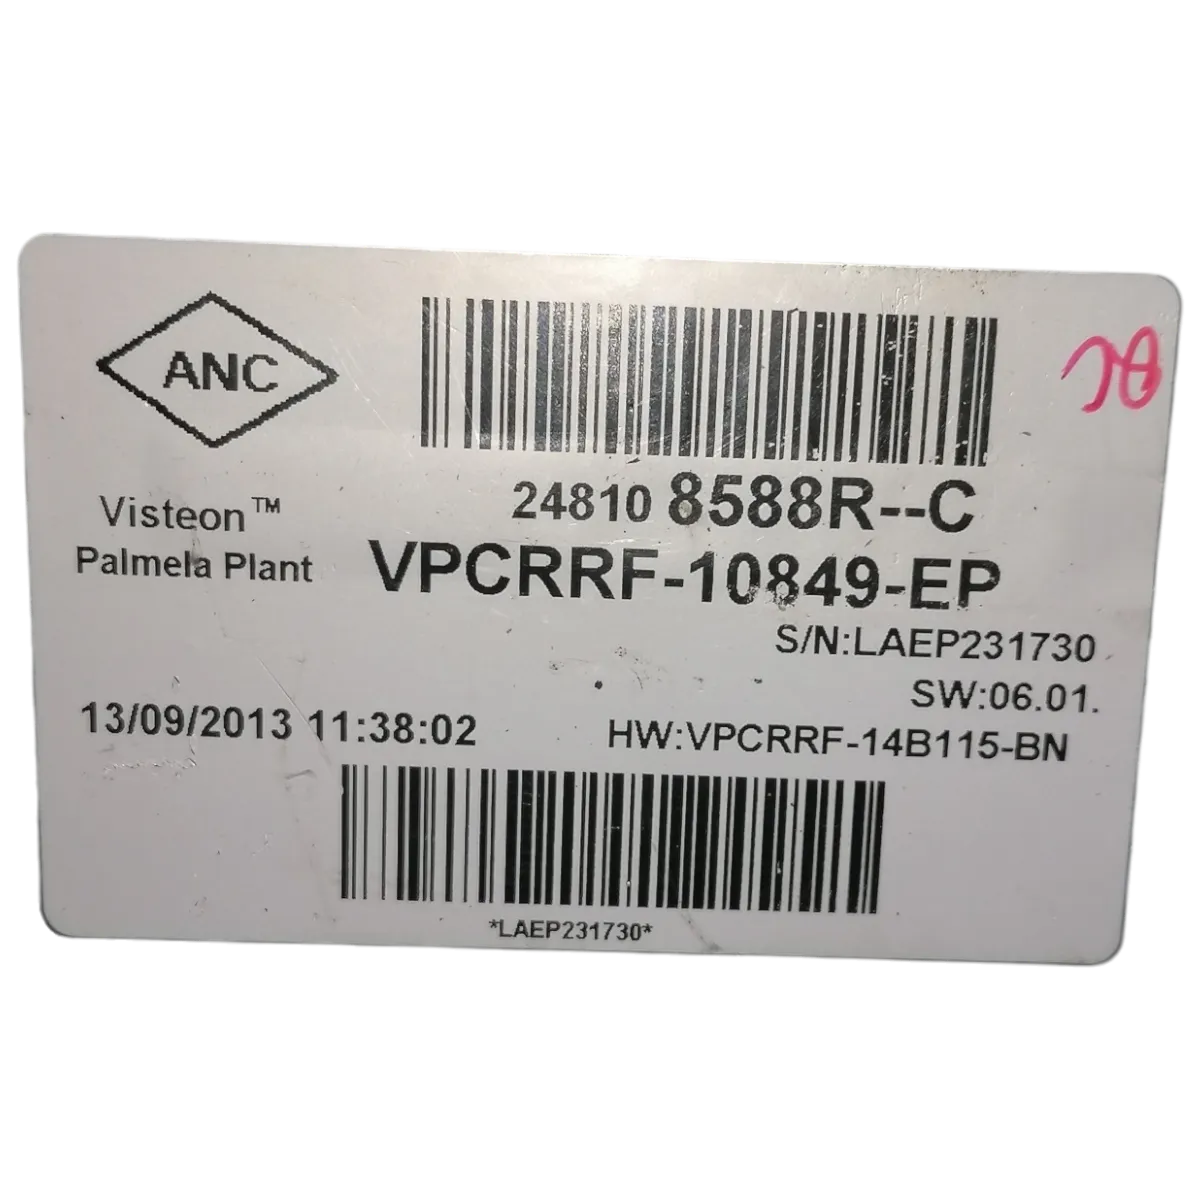 ANC
24810 8588R--C
Visteon™
Palmela Plant
VPCRRF-10849-EP
S/N:LAEP231730
SW:06.01.
13/09/2013 11:38:02
HW:VPCRRF-14B115-BN
*LAEP231730*